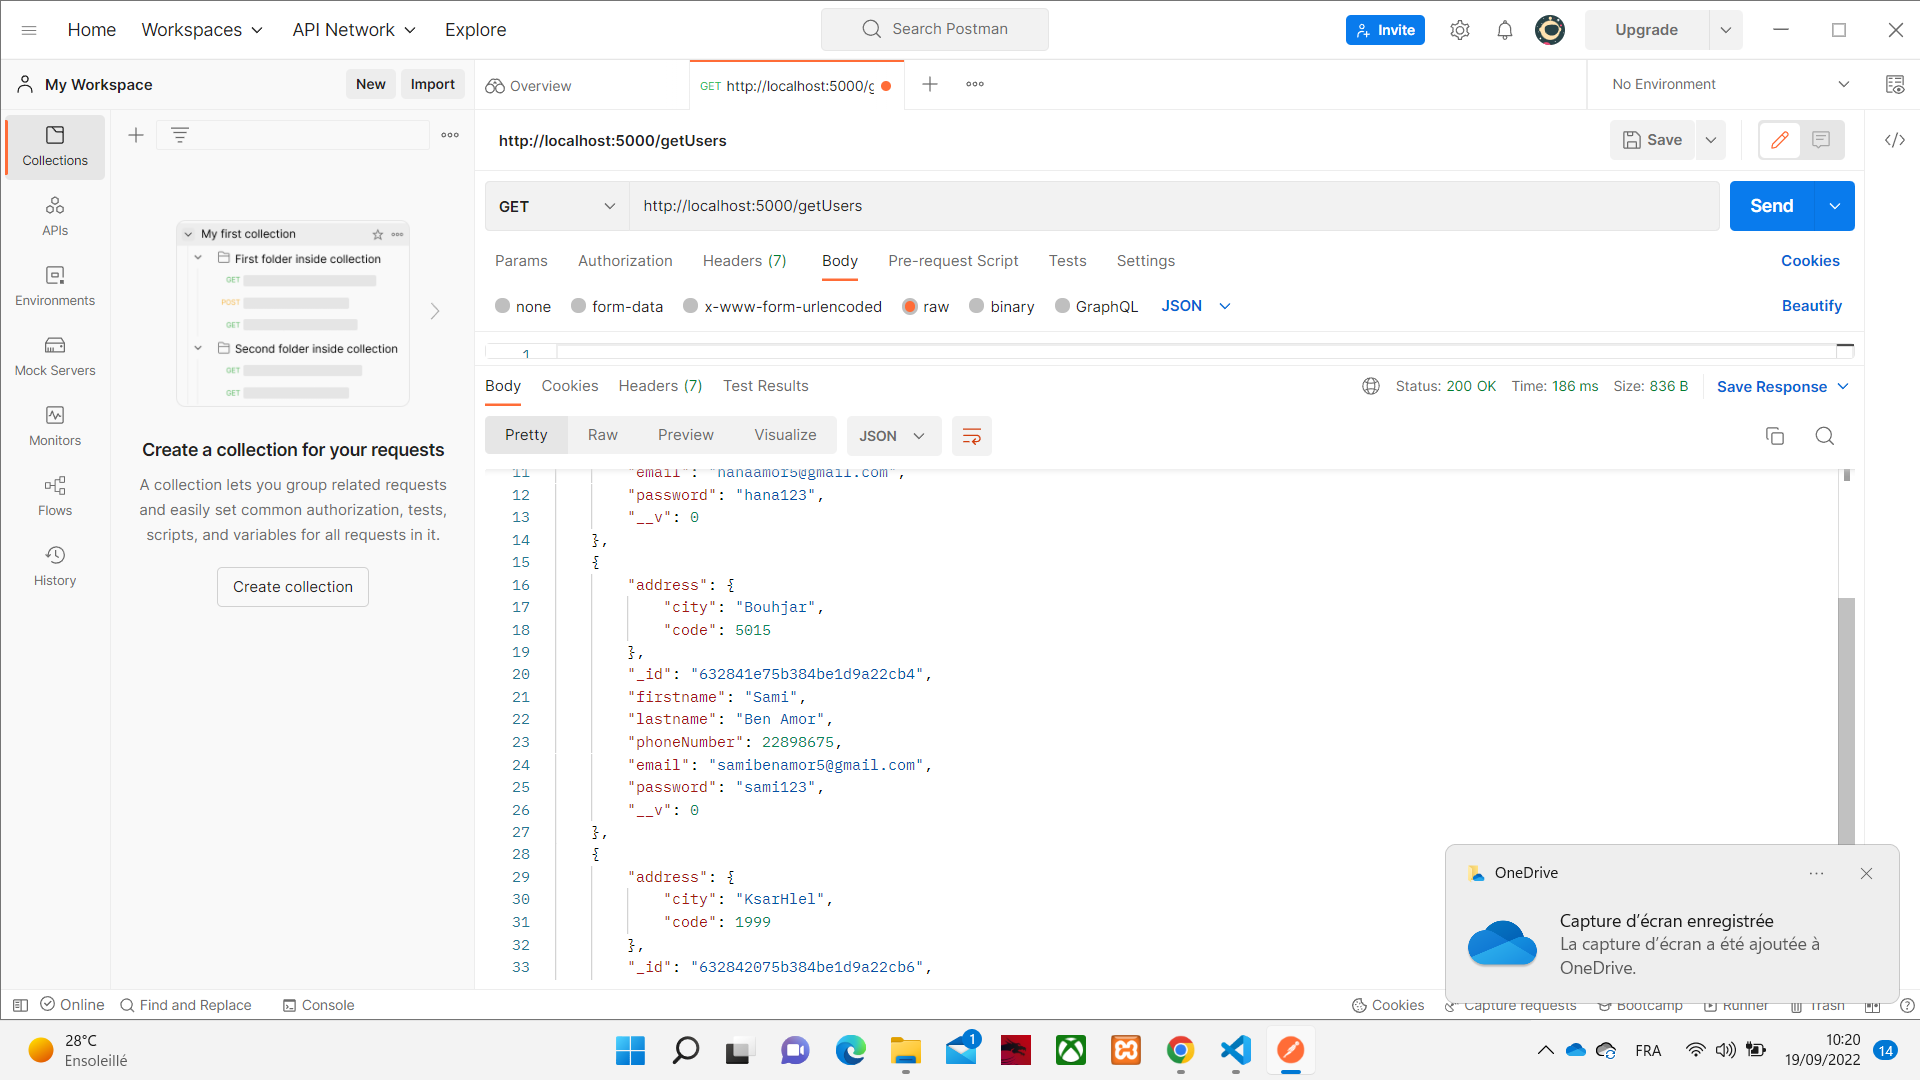 Home Workspaces API Network Explore Search Postman Invite Upgrade
My Workspace New Import Overview GET http://localhost:5000/g No Environment
Collections
APIs
Environments
Mock Servers
Monitors
Flows
History
My first collection
First folder inside collection
GET
POST
GET
Second folder inside collection
GET
GET
Create a collection for your requests
A collection lets you group related requests
and easily set common authorization, tests,
scripts, and variables for all requests in it.
Create collection
http://localhost:5000/getUsers Save
GET http://localhost:5000/getUsers Send
Params Authorization Headers (7) Body Pre-request Script Tests Settings Cookies
none form-data x-www-form-urlencoded raw binary GraphQL JSON Beautify
1
Body Cookies Headers (7) Test Results Status: 200 OK Time: 186 ms Size: 836 B Save Response
Pretty Raw Preview Visualize JSON
11 "email": "hanaamor5@gmail.com",
12 "password": "hana123",
13 "__v": 0
14 },
15 {
16 "address": {
17 "city": "Bouhjar",
18 "code": 5015
19 },
20 "_id": "632841e75b384be1d9a22cb4",
21 "firstname": "Sami",
22 "lastname": "Ben Amor",
23 "phoneNumber": 22898675,
24 "email": "samibenamor5@gmail.com",
25 "password": "sami123",
26 "__v": 0
27 },
28 {
29 "address": {
30 "city": "KsarHlel",
31 "code": 1999
32 },
33 "_id": "632842075b384be1d9a22cb6",
OneDrive
Capture d'écran enregistrée
La capture d'écran a été ajoutée à
OneDrive.
Online Find and Replace Console Cookies Capture requests Bootcamp Runner Trash
28°C
Ensoleillé
1
FRA
10:20
19/09/2022
14